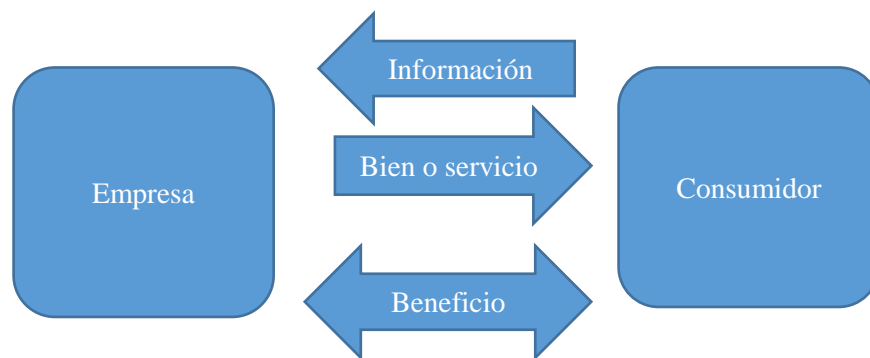 Información
Bien o servicio
Empresa
Consumidor
Beneficio